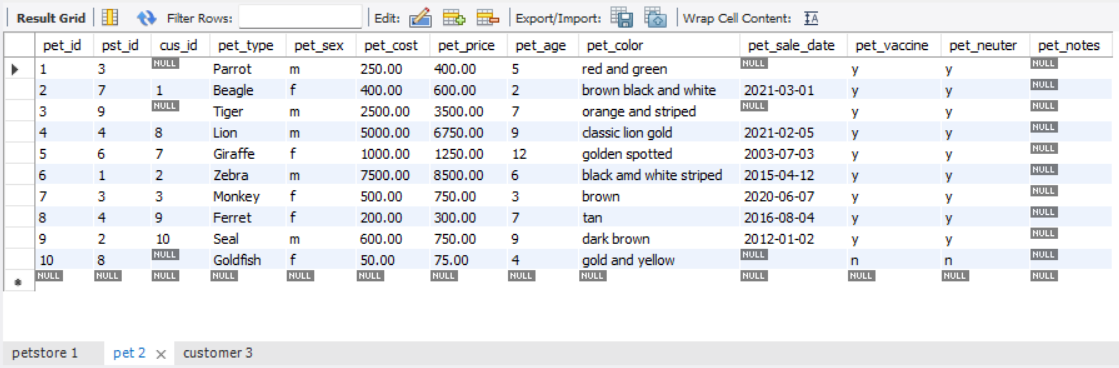 Result Grid Filter Rows: Edit: Export/Import: Wrap Cell Content: IA
pet_id pst_id cus_id pet_type pet_sex pet_cost pet_price pet_age pet_color pet_sale_date pet_vaccine pet_neuter pet_notes
1 3 NULL Parrot m 250.00 400.00 5 red and green NULL y y NULL
2 7 1 Beagle f 400.00 600.00 2 brown black and white 2021-03-01 y y NULL
3 9 NULL Tiger m 2500.00 3500.00 7 orange and striped NULL y y NULL
4 4 8 Lion m 5000.00 6750.00 9 classic lion gold 2021-02-05 y y NULL
5 6 7 Giraffe f 1000.00 1250.00 12 golden spotted 2003-07-03 y y NULL
6 1 2 Zebra m 7500.00 8500.00 6 black amd white striped 2015-04-12 y y NULL
7 3 3 Monkey f 500.00 750.00 3 brown 2020-06-07 y y NULL
8 4 9 Ferret f 200.00 300.00 7 tan 2016-08-04 y y NULL
9 2 10 Seal m 600.00 750.00 9 dark brown 2012-01-02 y y NULL
10 8 NULL Goldfish f 50.00 75.00 4 gold and yellow NULL n n NULL
NULL NULL NULL NULL NULL NULL NULL NULL NULL NULL NULL NULL NULL
petstore 1 pet 2 customer 3